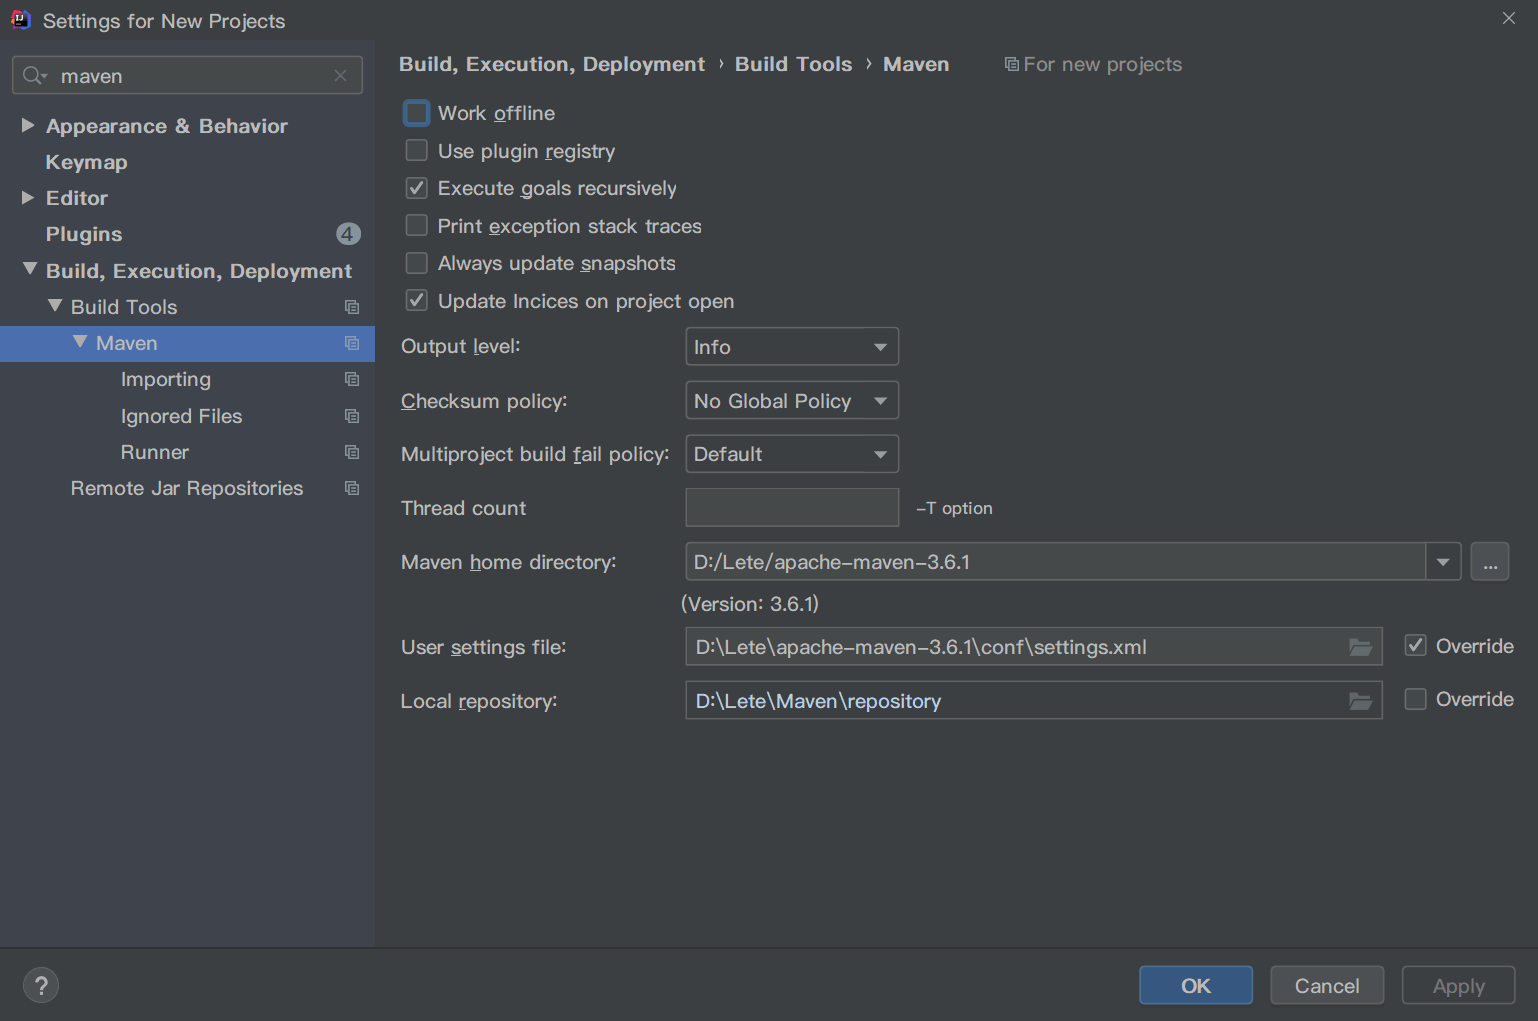 Settings for New Projects
maven
Appearance & Behavior
Keymap
Editor
Plugins 4
Build, Execution, Deployment
Build Tools
Maven
Importing
Ignored Files
Runner
Remote Jar Repositories
Build, Execution, Deployment › Build Tools › Maven For new projects
Work offline
Use plugin registry
Execute goals recursively
Print exception stack traces
Always update snapshots
Update Incices on project open
Output level: Info
Checksum policy: No Global Policy
Multiproject build fail policy: Default
Thread count -T option
Maven home directory: D:/Lete/apache-maven-3.6.1 ...
(Version: 3.6.1)
User settings file: D:\Lete\apache-maven-3.6.1\conf\settings.xml Override
Local repository: D:\Lete\Maven\repository Override
? OK Cancel Apply